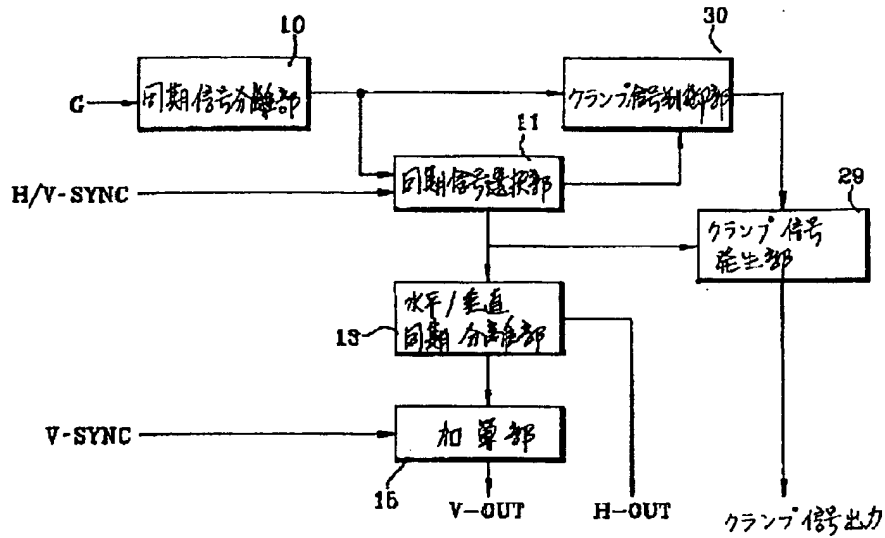 10
30
G
同期信号分離部
クランプ信号制御部
11
H/V-SYNC
同期信号選択部
29
クランプ信号
発生部
水平/垂直
同期分離部
13
V-SYNC
加算部
15
V-OUT
H-OUT
クランプ信号出力